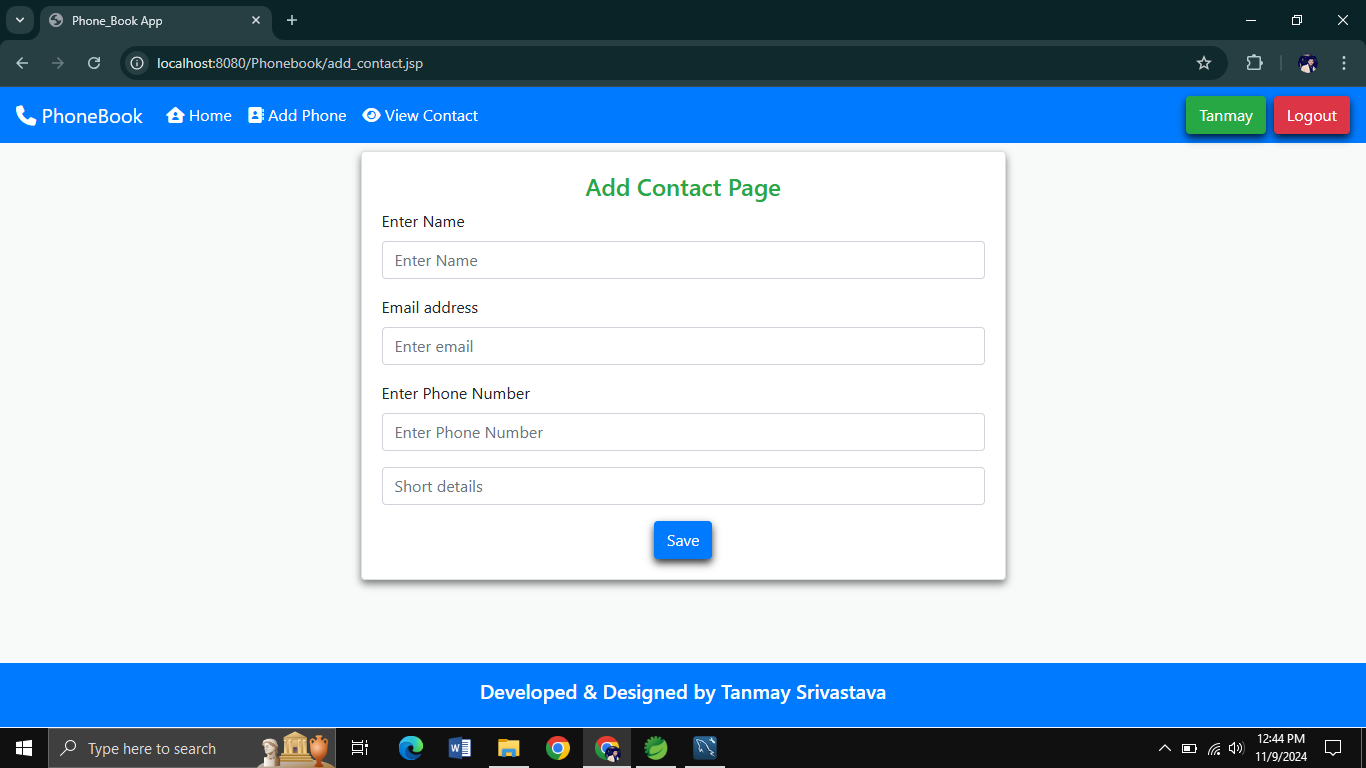 Phone_Book App
localhost:8080/Phonebook/add_contact.jsp
PhoneBook Home Add Phone View Contact Tanmay Logout
Add Contact Page
Enter Name
Enter Name
Email address
Enter email
Enter Phone Number
Enter Phone Number
Short details
Save
Developed & Designed by Tanmay Srivastava
Type here to search
12:44 PM
11/9/2024